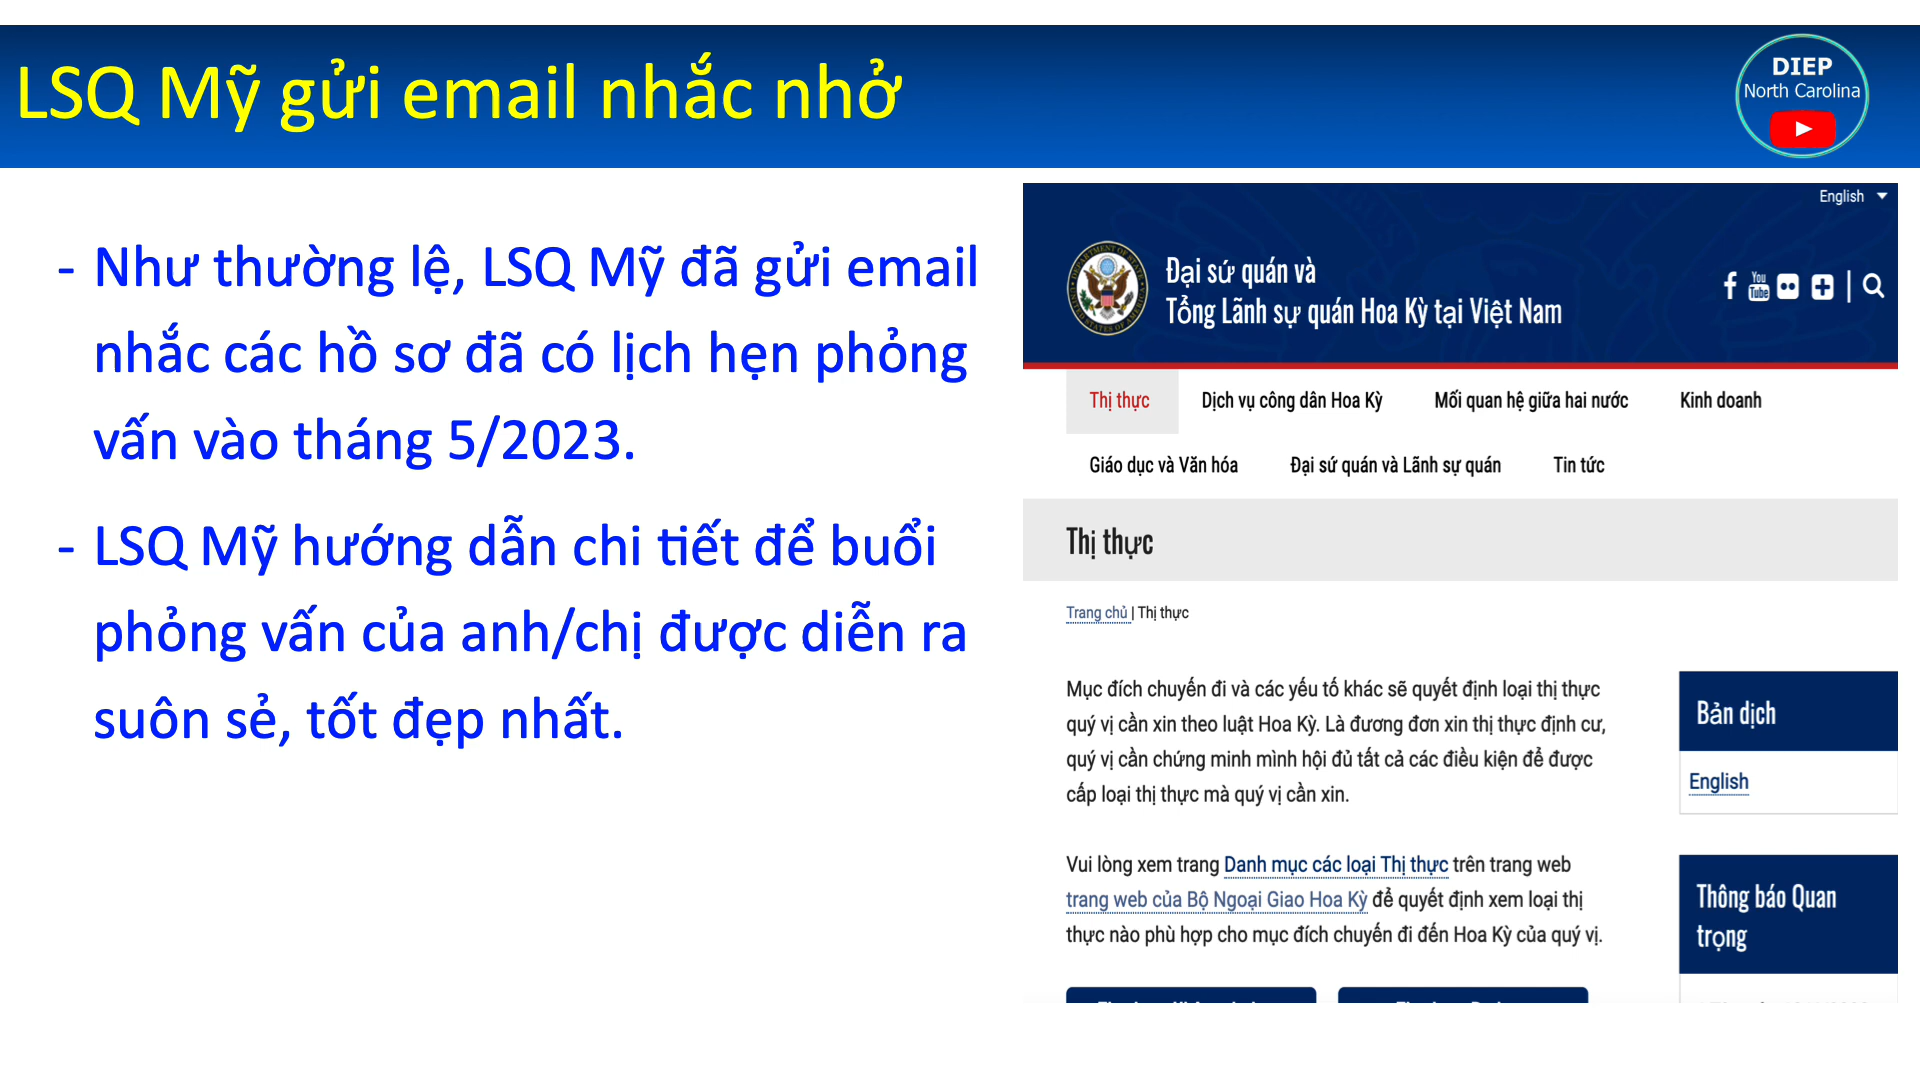 LSQ Mỹ gửi email nhắc nhở
DIEP
North Carolina
- Như thường lệ, LSQ Mỹ đã gửi email
nhắc các hồ sơ đã có lịch hẹn phỏng
vấn vào tháng 5/2023.
- LSQ Mỹ hướng dẫn chi tiết để buổi
phỏng vấn của anh/chị được diễn ra
suôn sẻ, tốt đẹp nhất.
English
Đại sứ quán và
Tổng Lãnh sự quán Hoa Kỳ tại Việt Nam
You
Tube
Thị thực
Dịch vụ công dân Hoa Kỳ
Mối quan hệ giữa hai nước
Kinh doanh
Giáo dục và Văn hóa
Đại sứ quán và Lãnh sự quán
Tin tức
Thị thực
Trang chủ | Thị thực
Mục đích chuyến đi và các yếu tố khác sẽ quyết định loại thị thực
quý vị cần xin theo luật Hoa Kỳ. Là đương đơn xin thị thực định cư,
quý vị cần chứng minh mình hội đủ tất cả các điều kiện để được
cấp loại thị thực mà quý vị cần xin.
Vui lòng xem trang Danh mục các loại Thị thực trên trang web
trang web của Bộ Ngoại Giao Hoa Kỳ để quyết định xem loại thị
thực nào phù hợp cho mục đích chuyến đi đến Hoa Kỳ của quý vị.
Bản dịch
English
Thông báo Quan
trọng